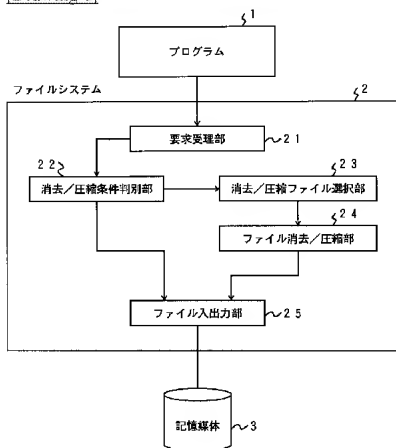 1
プログラム
ファイルシステム
2
要求受理部
21
22
消去/圧縮条件判別部
23
消去/圧縮ファイル選択部
24
ファイル消去/圧縮部
ファイル入出力部
25
記憶媒体
3